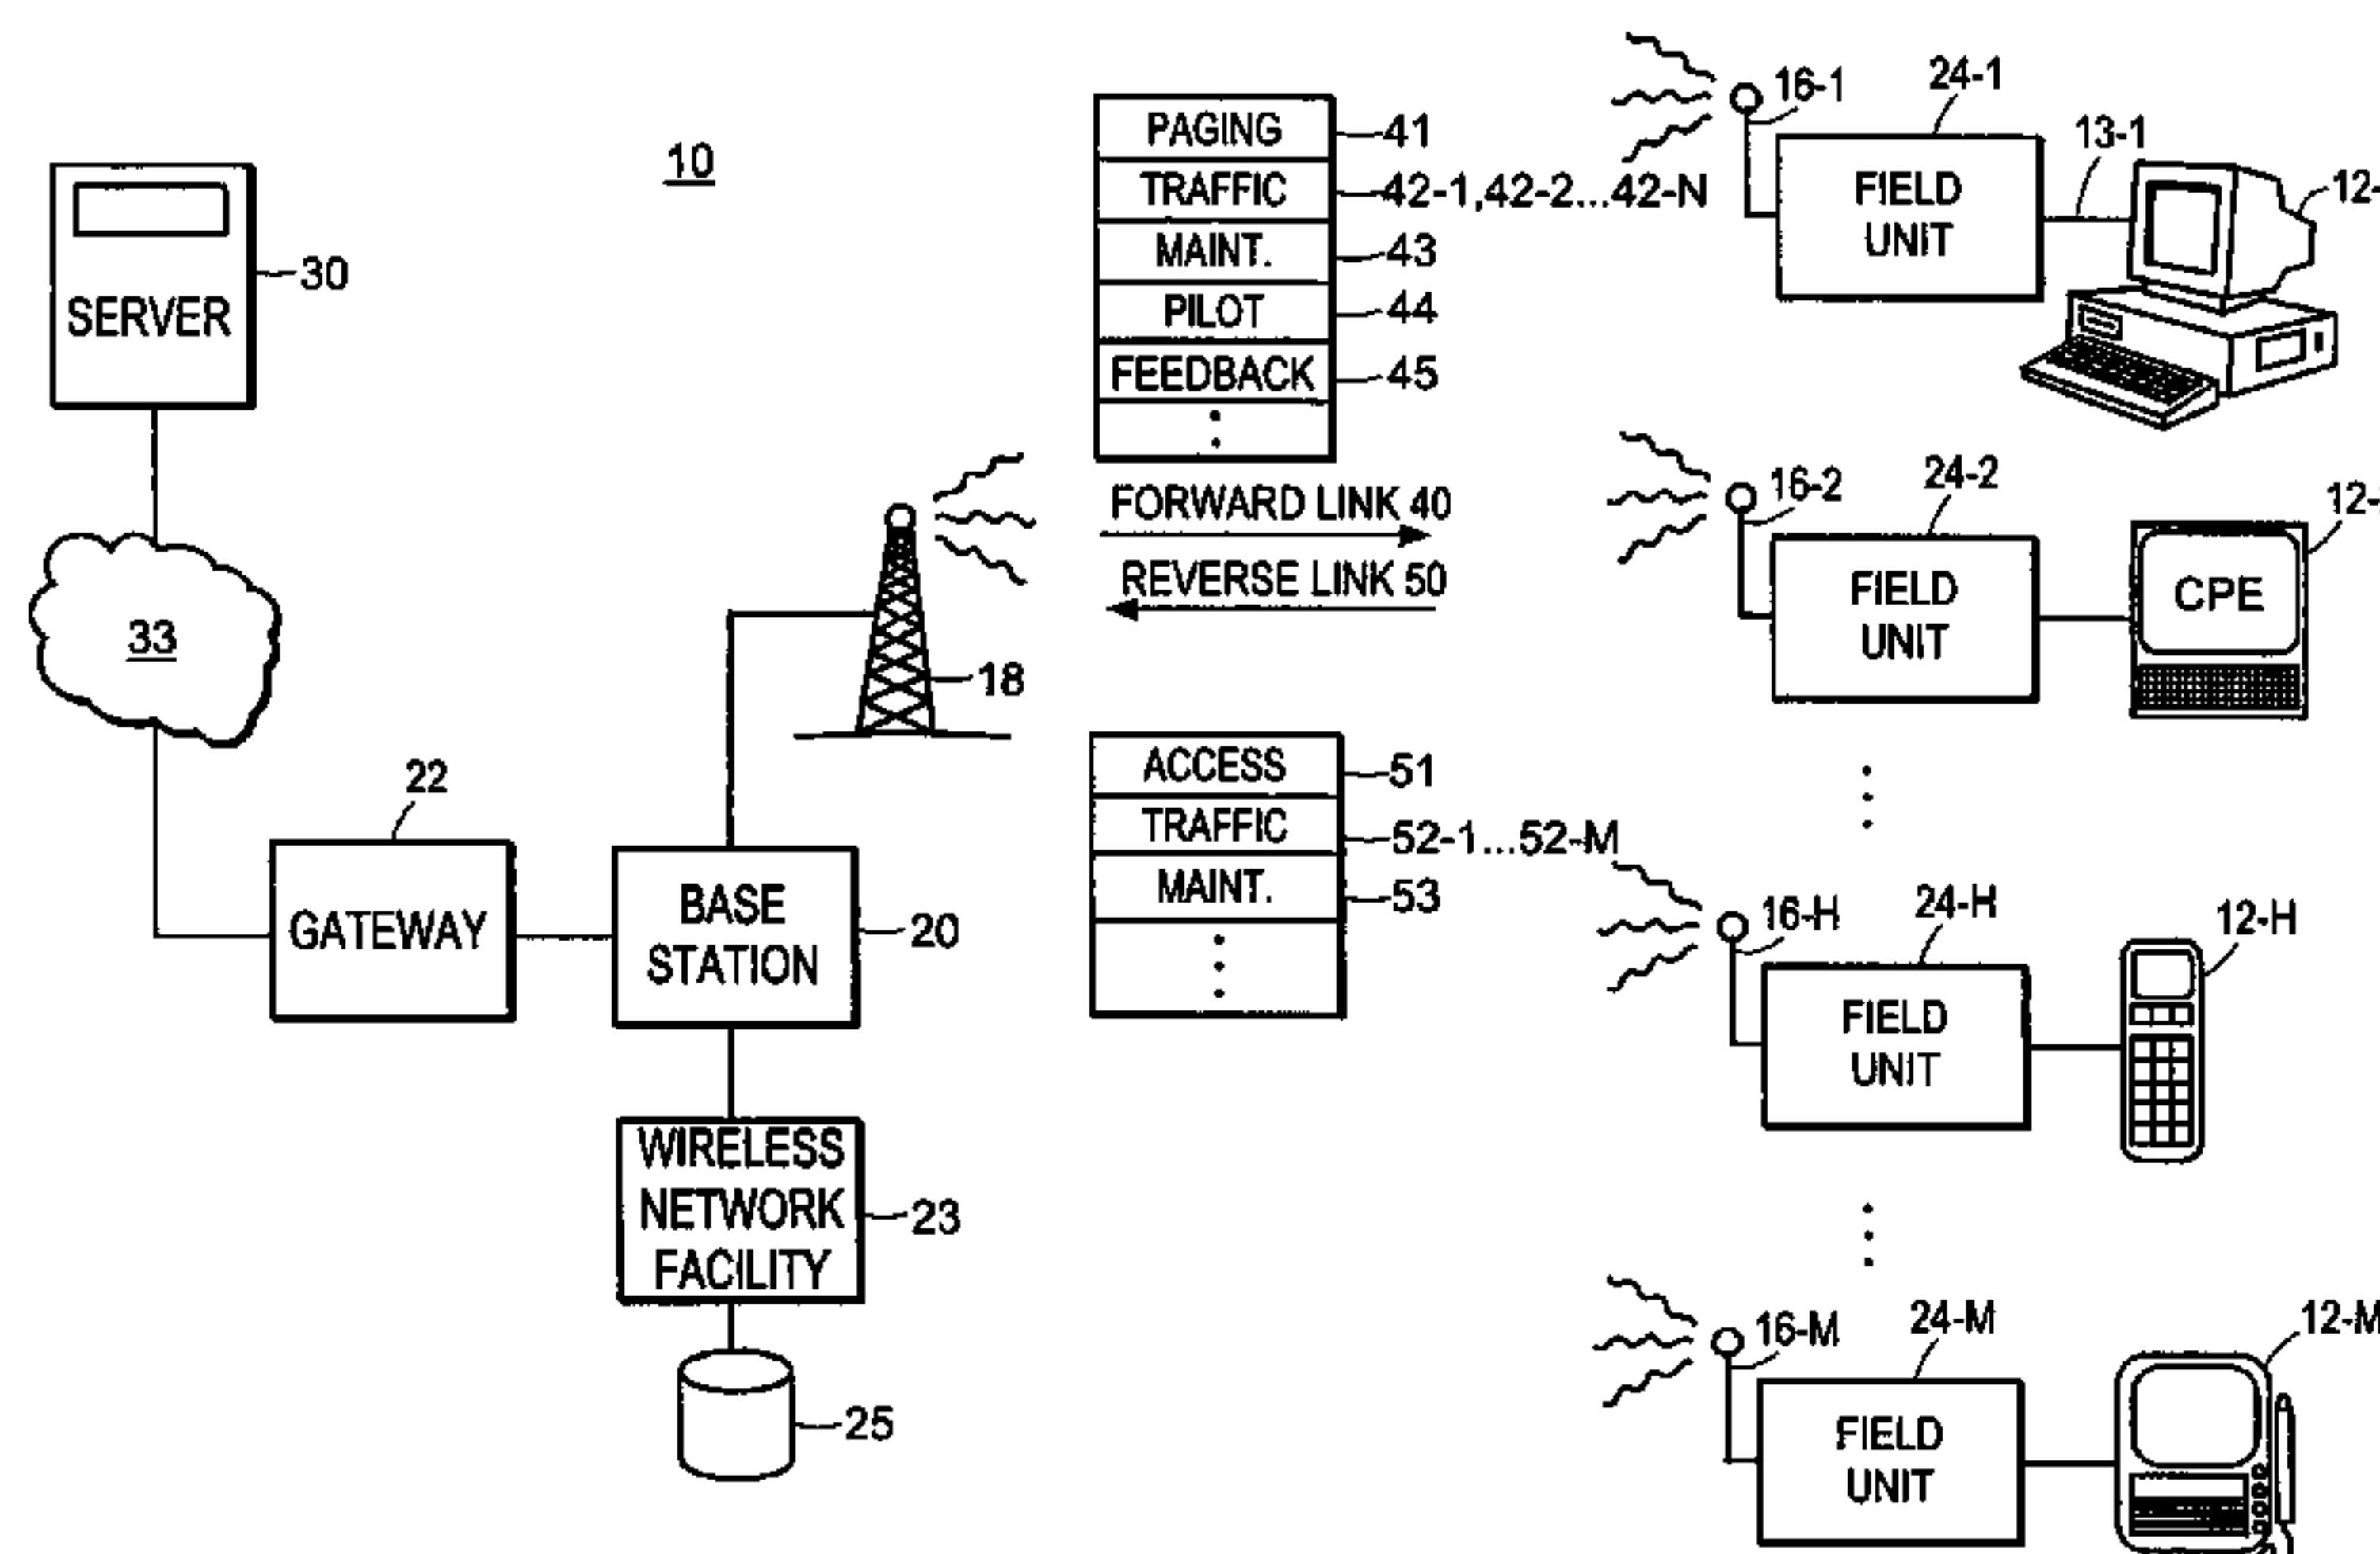 10
SERVER
30
33
22
GATEWAY
BASE
STATION
20
18
WIRELESS
NETWORK
FACILITY
23
25
PAGING
41
TRAFFIC
42-1,42-2...42-N
MAINT.
43
PILOT
44
FEEDBACK
45
FORWARD LINK 40
REVERSE LINK 50
ACCESS
51
TRAFFIC
52-1...52-M
MAINT.
53
16-1
24-1
FIELD
UNIT
13-1
12-
16-2
24-2
FIELD
UNIT
12-
CPE
16-H
24-H
FIELD
UNIT
12-H
16-M
24-M
FIELD
UNIT
12-M